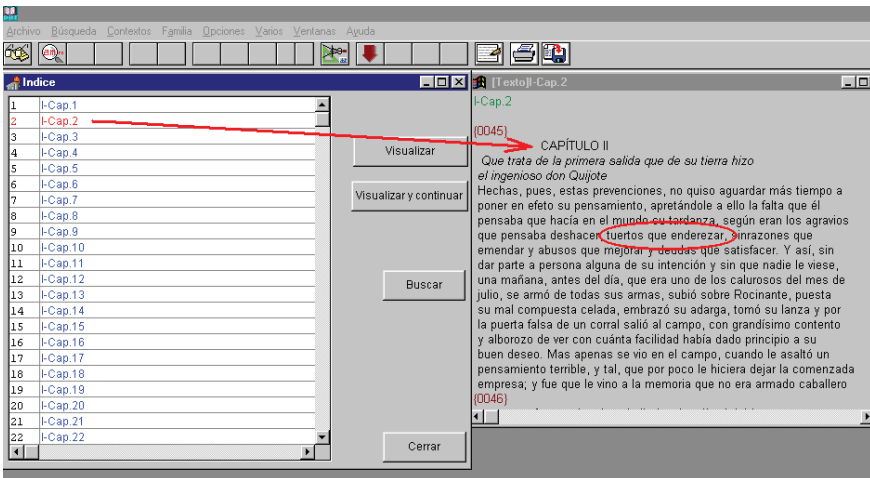 Archivo Búsqueda Contextos Familia Opciones Varios Ventanas Ayuda
Indice
1 I-Cap.1
2 I-Cap.2
3 I-Cap.3
4 I-Cap.4
5 I-Cap.5
6 I-Cap.6
7 I-Cap.7
8 I-Cap.8
9 I-Cap.9
10 I-Cap.10
11 I-Cap.11
12 I-Cap.12
13 I-Cap.13
14 I-Cap.14
15 I-Cap.15
16 I-Cap.16
17 I-Cap.17
18 I-Cap.18
19 I-Cap.19
20 I-Cap.20
21 I-Cap.21
22 I-Cap.22
Visualizar
Visualizar y continuar
Buscar
Cerrar
[Texto]I-Cap.2
I-Cap.2
{0045}
CAPÍTULO II
Que trata de la primera salida que de su tierra hizo
el ingenioso don Quijote
Hechas, pues, estas prevenciones, no quiso aguardar más tiempo a
poner en efeto su pensamiento, apretándole a ello la falta que él
pensaba que hacía en el mundo su tardanza, según eran los agravios
que pensaba deshacer, tuertos que enderezar, sinrazones que
emendar y abusos que mejorar y deudas que satisfacer. Y así, sin
dar parte a persona alguna de su intención y sin que nadie le viese,
una mañana, antes del día, que era uno de los calurosos del mes de
julio, se armó de todas sus armas, subió sobre Rocinante, puesta
su mal compuesta celada, embrazó su adarga, tomó su lanza y por
la puerta falsa de un corral salió al campo, con grandísimo contento
y alborozo de ver con cuánta facilidad había dado principio a su
buen deseo. Mas apenas se vio en el campo, cuando le asaltó un
pensamiento terrible, y tal, que por poco le hiciera dejar la comenzada
empresa; y fue que le vino a la memoria que no era armado caballero
{0046}